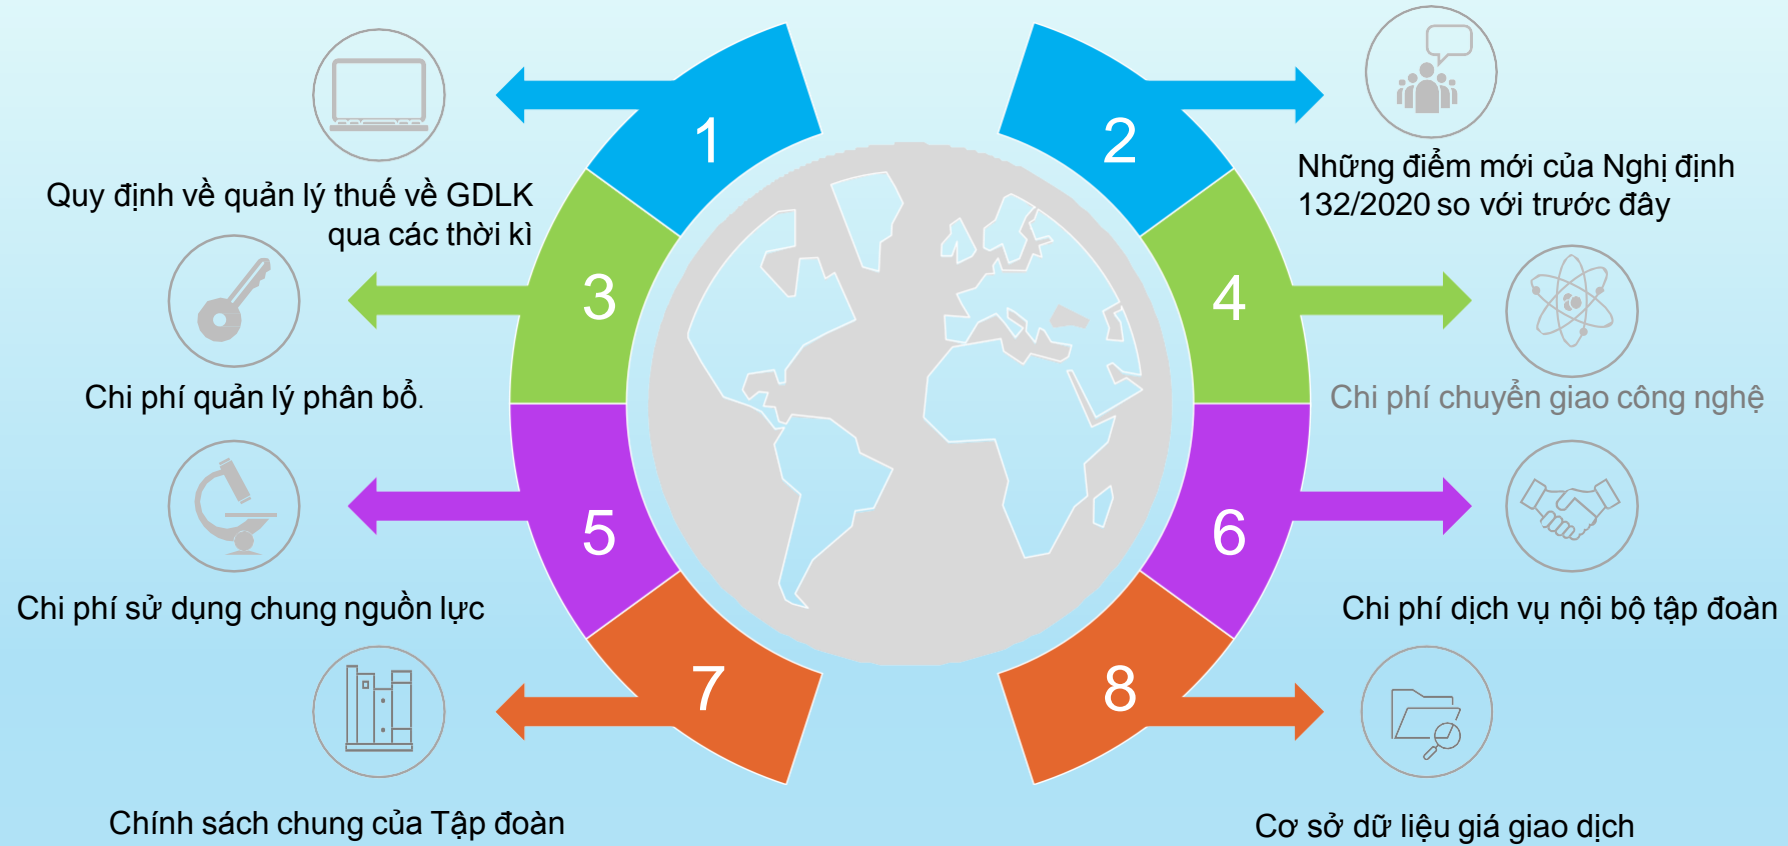 1
Quy định về quản lý thuế về GDLK
qua các thời kì
2
Những điểm mới của Nghị định
132/2020 so với trước đây
3
Chi phí quản lý phân bổ.
4
Chi phí chuyển giao công nghệ
5
Chi phí sử dụng chung nguồn lực
6
Chi phí dịch vụ nội bộ tập đoàn
7
Chính sách chung của Tập đoàn
8
Cơ sở dữ liệu giá giao dịch